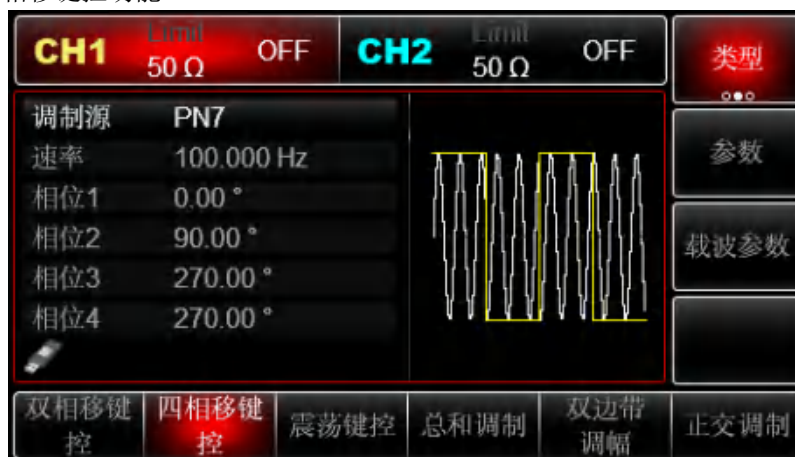 CH1 Limit 50 Ω OFF
CH2 Limit 50 Ω OFF
类型
调制源 PN7
速率 100.000 Hz
相位1 0.00 °
相位2 90.00 °
相位3 270.00 °
相位4 270.00 °
参数
载波参数
双相移键控
四相移键控
震荡键控
总和调制
双边带调幅
正交调制